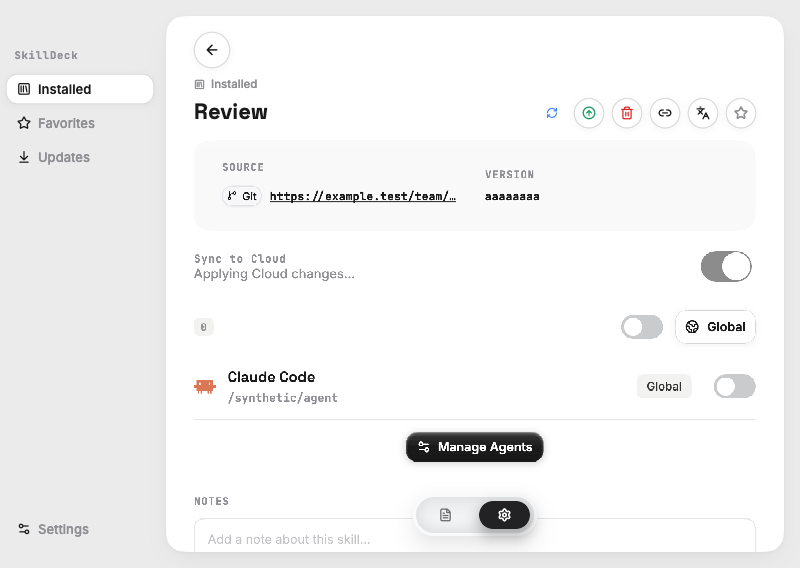 SkillDeck
Installed
Favorites
Updates
Settings
Installed
Review
SOURCE
Git https://example.test/team/…
VERSION
aaaaaaaa
Sync to Cloud
Applying Cloud changes...
0
Global
Claude Code
/synthetic/agent
Global
Manage Agents
NOTES
Add a note about this skill...